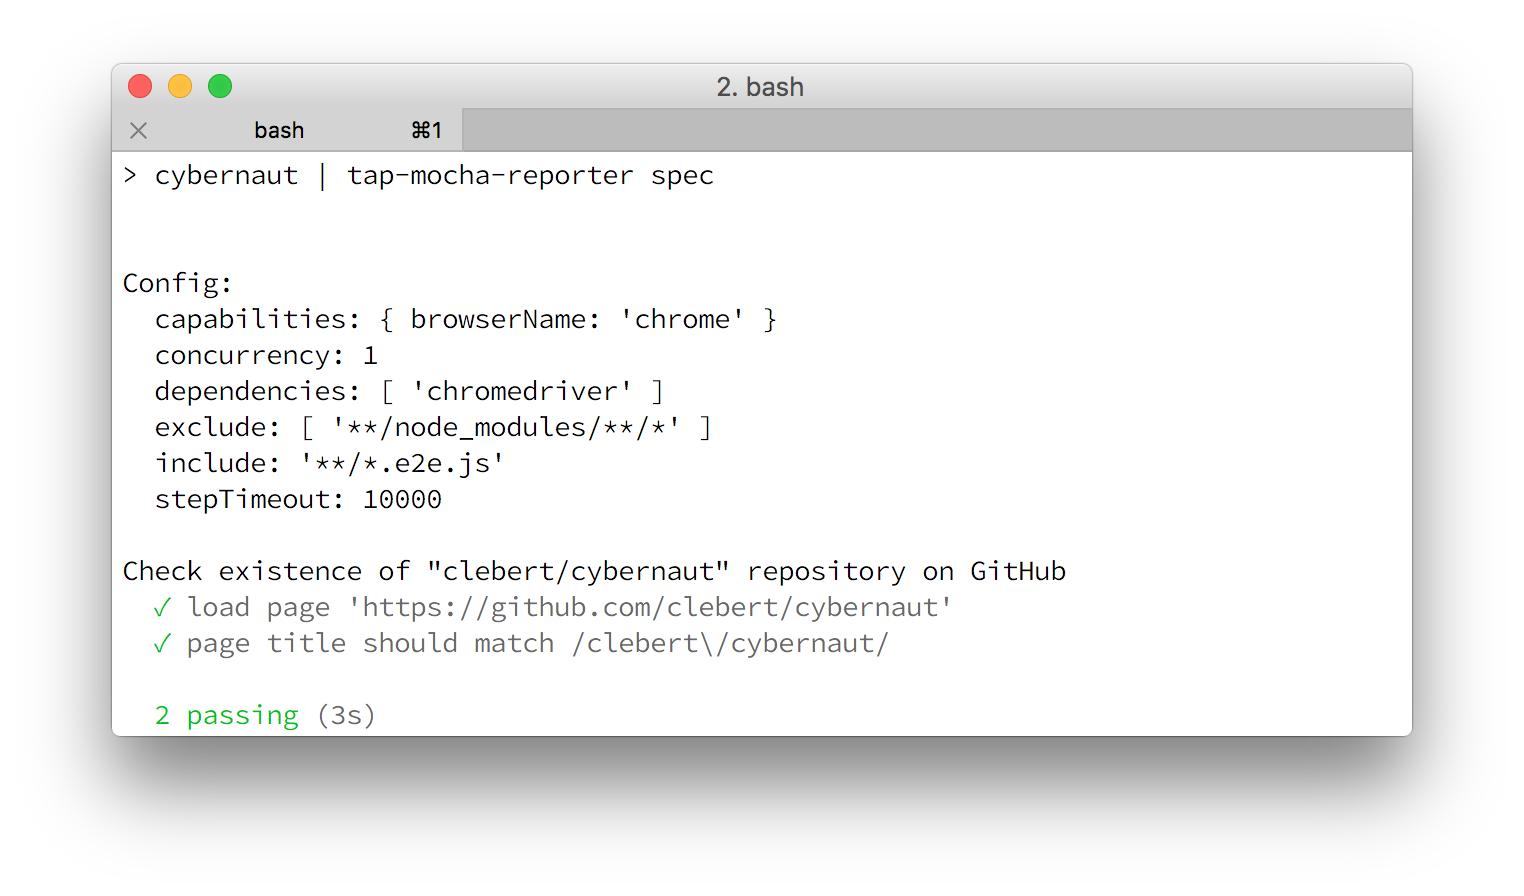 2. bash
bash ⌘1
> cybernaut | tap-mocha-reporter spec
Config:
  capabilities: { browserName: 'chrome' }
  concurrency: 1
  dependencies: [ 'chromedriver' ]
  exclude: [ '**/node_modules/**/*' ]
  include: '**/*.e2e.js'
  stepTimeout: 10000
Check existence of "clebert/cybernaut" repository on GitHub
  ✓ load page 'https://github.com/clebert/cybernaut'
  ✓ page title should match /clebert\/cybernaut/
  2 passing (3s)